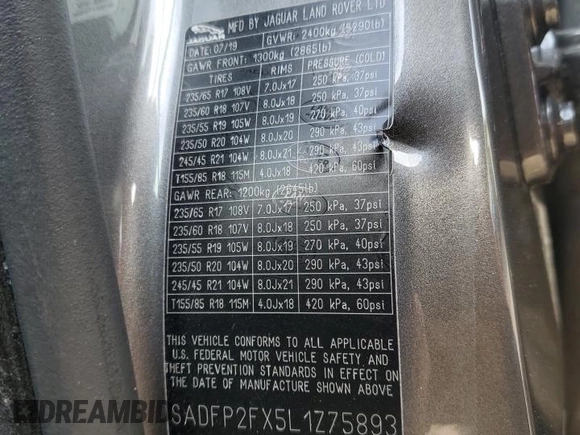 JAGUAR
MFD BY JAGUAR LAND ROVER LTD
DATE: 07/19 GVWR: 2400kg (5290lb)
GAWR FRONT: 1300kg (2865lb)
TIRES RIMS PRESSURE (COLD)
235/65 R17 108V 7.0Jx17 250 kPa, 37psi
235/60 R18 107V 8.0Jx18 250 kPa, 37psi
235/55 R19 105W 8.0Jx19 270 kPa, 40psi
235/50 R20 104W 8.0Jx20 290 kPa, 43psi
245/45 R21 104W 8.0Jx21 290 kPa, 43psi
T155/85 R18 115M 4.0Jx18 420 kPa, 60psi
GAWR REAR: 1200kg (2645lb)
235/65 R17 108V 7.0Jx17 250 kPa, 37psi
235/60 R18 107V 8.0Jx18 250 kPa, 37psi
235/55 R19 105W 8.0Jx19 270 kPa, 40psi
235/50 R20 104W 8.0Jx20 290 kPa, 43psi
245/45 R21 104W 8.0Jx21 290 kPa, 43psi
T155/85 R18 115M 4.0Jx18 420 kPa, 60psi
THIS VEHICLE CONFORMS TO ALL APPLICABLE
U.S. FEDERAL MOTOR VEHICLE SAFETY AND
THEFT PREVENTION STANDARDS IN EFFECT ON
THE DATE OF MANUFACTURE SHOWN ABOVE
SADFP2FX5L1Z75893
IDREAMBID